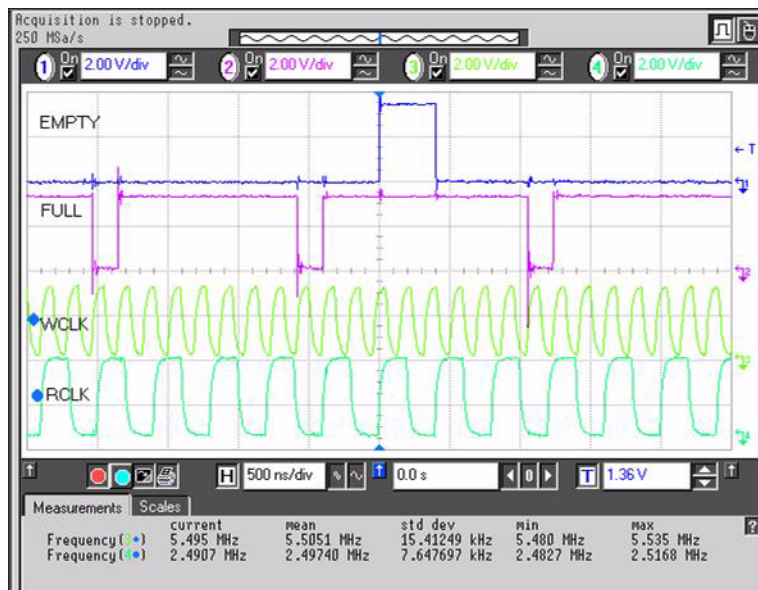 Acquisition is stopped.
250 MSa/s
1 On 2.00 V/div 2 On 2.00 V/div 3 On 2.00 V/div 4 On 2.00 V/div
EMPTY
T
1
FULL
2
WCLK
3
RCLK
H 500 ns/div 0.0 s 0 T 1.36 V
Measurements Scales
current mean std dev min max
Frequency(3) 5.495 MHz 5.5051 MHz 15.41249 kHz 5.480 MHz 5.535 MHz
Frequency(4) 2.4907 MHz 2.49740 MHz 7.647697 kHz 2.4827 MHz 2.5168 MHz
?